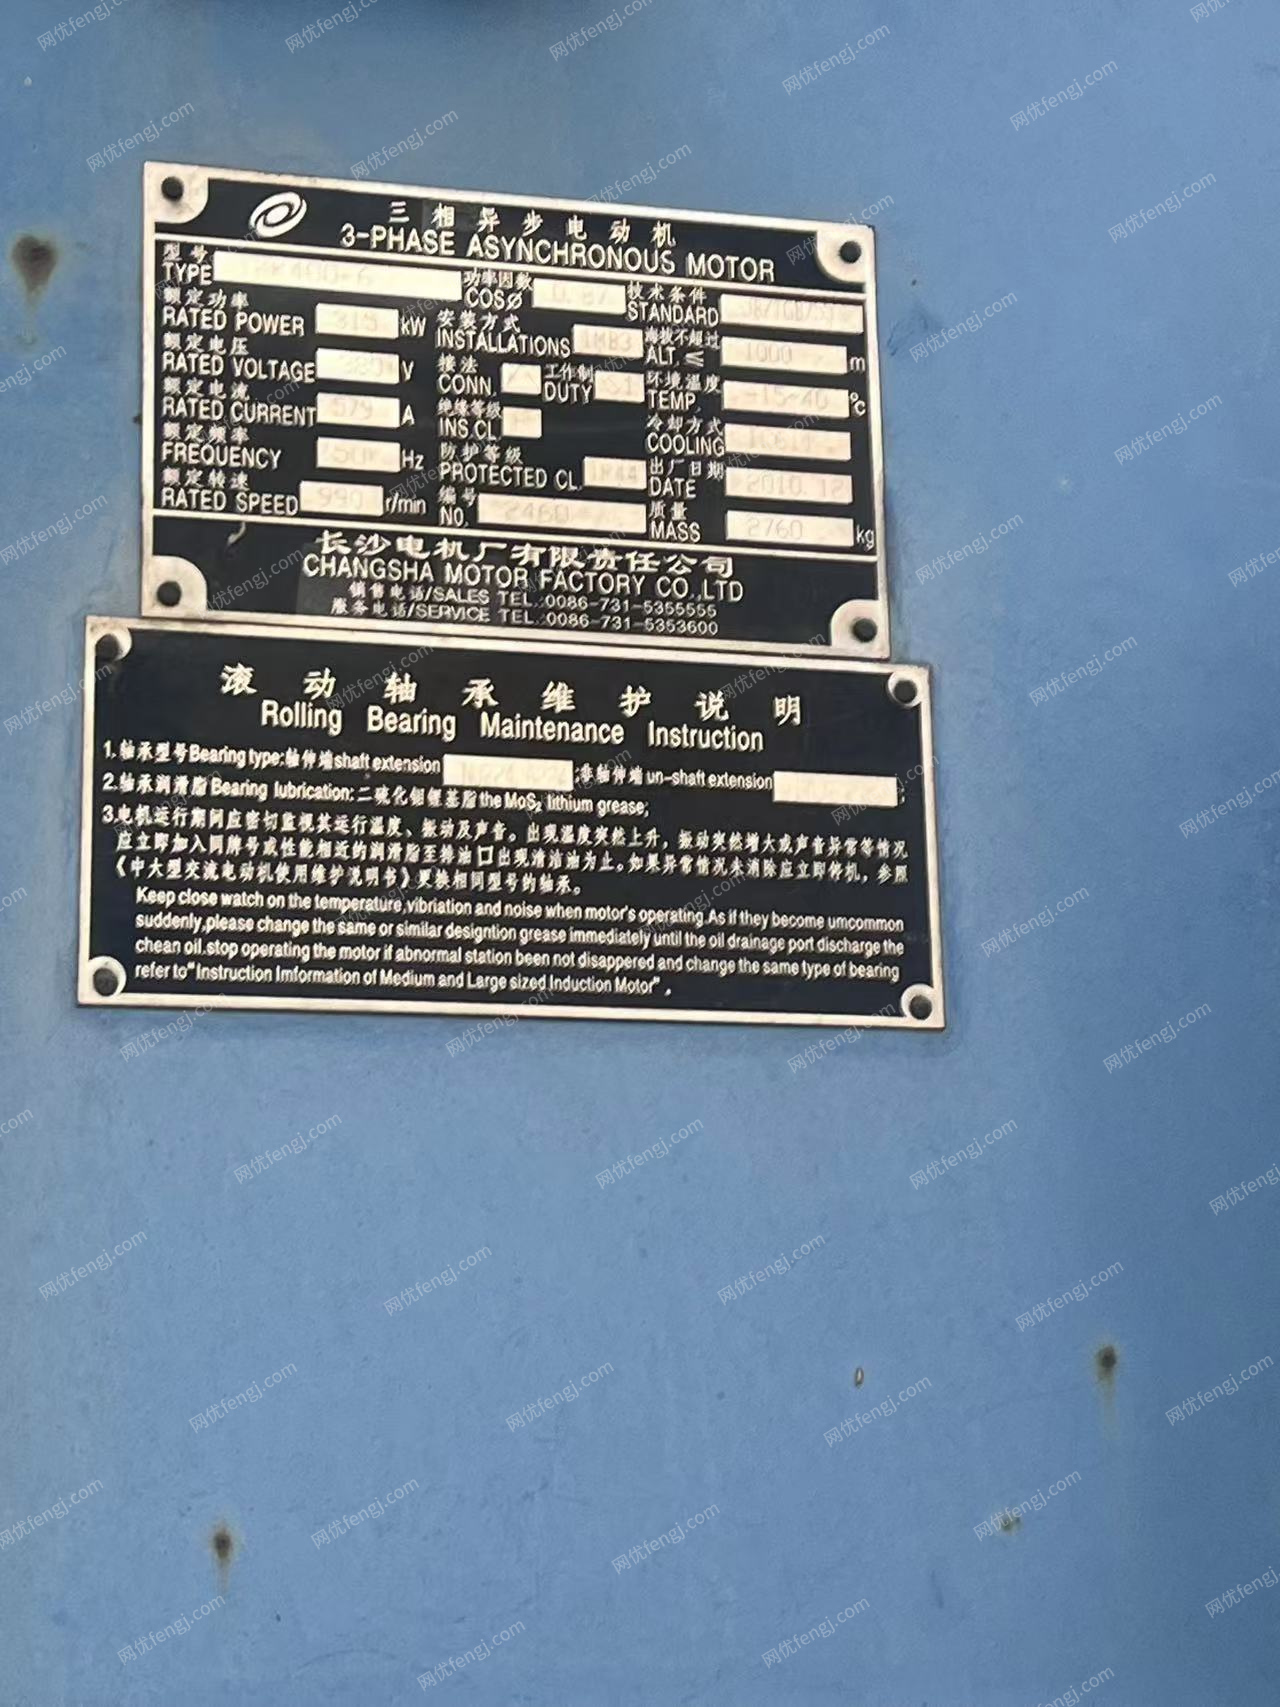 三相异步电动机
3-PHASE ASYNCHRONOUS MOTOR
型号
TYPE
功率因数
COSø
技术条件
STANDARD
额定功率
RATED POWER 315 kW
安装方式
INSTALLATIONS IMB3
海拔不超过
ALT. ≤ 1000 m
额定电压
RATED VOLTAGE 380 V
接法
CONN.
工作制
DUTY S1
环境温度
TEMP. -15~40 ℃
额定电流
RATED CURRENT 579 A
绝缘等级
INS.CL.
冷却方式
COOLING
额定频率
FREQUENCY 50 Hz
防护等级
PROTECTED CL. IP44
出厂日期
DATE 2010.12
额定转速
RATED SPEED 990 r/min
编号
NO. 2460
质量
MASS 2760 kg
长沙电机厂有限责任公司
CHANGSHA MOTOR FACTORY CO.,LTD
销售电话/SALES TEL.:0086-731-5355555
服务电话/SERVICE TEL.:0086-731-5353600
滚动轴承维护说明
Rolling Bearing Maintenance Instruction
1.轴承型号Bearing type:轴伸端shaft extension ;非轴伸端un-shaft extension ;
2.轴承润滑脂Bearing lubrication:二硫化钼锂基脂the MoS2 lithium grease;
3.电机运行期间应密切监视其运行温度、振动及声音。出现温度突然上升，振动突然增大或声音异常等情况
应立即加入同牌号或性能相近的润滑脂至排油口出现清洁油为止。如果异常情况未消除应立即停机，参照
《中大型交流电动机使用维护说明书》更换相同型号的轴承。
Keep close watch on the temperature,vibriation and noise when motor's operating.As if they become umcommon
suddenly,please change the same or similar designtion grease immediately until the oil drainage port discharge the
chean oil.stop operating the motor if abnormal station been not disappered and change the same type of bearing
refer to"Instruction Imformation of Medium and Large sized Induction Motor".
网优fengj.com